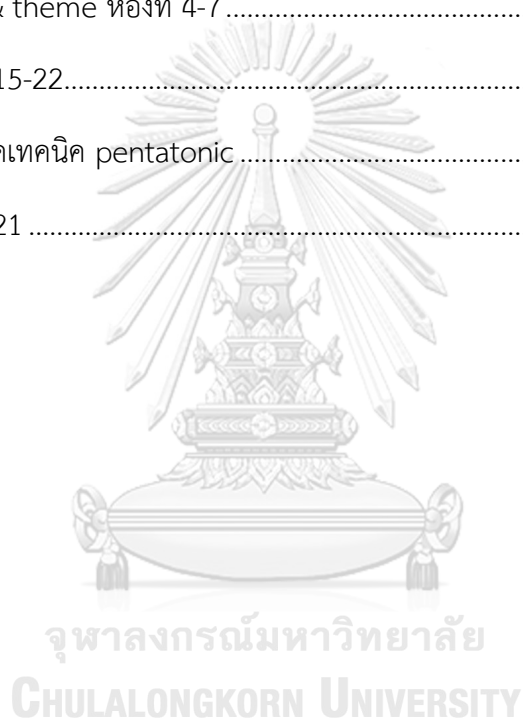 & theme ห้องที่ 4-7
15-22
เทคนิค pentatonic
21
จุฬาลงกรณ์มหาวิทยาลัย
CHULALONGKORN UNIVERSITY